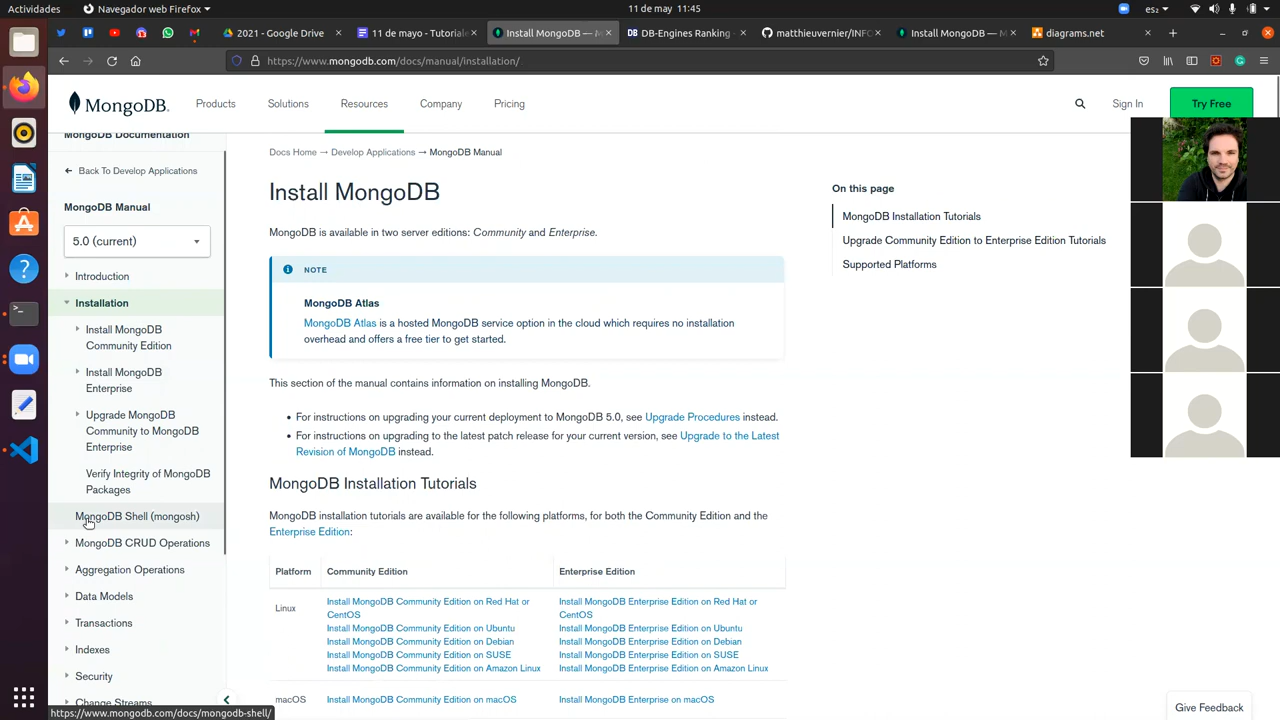 Actividades
Navegador web Firefox
11 de may 11:45
es₂
2021 - Google Drive
11 de mayo - Tutoriale
Install MongoDB — M
DB-Engines Ranking -
matthieuvernier/INFO
Install MongoDB — M
diagrams.net
https://www.mongodb.com/docs/manual/installation/
MongoDB.
Products
Solutions
Resources
Company
Pricing
Sign In
Try Free
MongoDB Documentation
Back To Develop Applications
MongoDB Manual
5.0 (current)
Introduction
Installation
Install MongoDB
Community Edition
Install MongoDB
Enterprise
Upgrade MongoDB
Community to MongoDB
Enterprise
Verify Integrity of MongoDB
Packages
MongoDB Shell (mongosh)
MongoDB CRUD Operations
Aggregation Operations
Data Models
Transactions
Indexes
Security
Change Streams
https://www.mongodb.com/docs/mongodb-shell/
Docs Home → Develop Applications → MongoDB Manual
Install MongoDB
MongoDB is available in two server editions: Community and Enterprise.
NOTE
MongoDB Atlas
MongoDB Atlas is a hosted MongoDB service option in the cloud which requires no installation
overhead and offers a free tier to get started.
This section of the manual contains information on installing MongoDB.
• For instructions on upgrading your current deployment to MongoDB 5.0, see Upgrade Procedures instead.
• For instructions on upgrading to the latest patch release for your current version, see Upgrade to the Latest
Revision of MongoDB instead.
MongoDB Installation Tutorials
MongoDB installation tutorials are available for the following platforms, for both the Community Edition and the
Enterprise Edition:
Platform Community Edition Enterprise Edition
Linux
Install MongoDB Community Edition on Red Hat or
CentOS
Install MongoDB Community Edition on Ubuntu
Install MongoDB Community Edition on Debian
Install MongoDB Community Edition on SUSE
Install MongoDB Community Edition on Amazon Linux
Install MongoDB Enterprise Edition on Red Hat or
CentOS
Install MongoDB Enterprise Edition on Ubuntu
Install MongoDB Enterprise Edition on Debian
Install MongoDB Enterprise Edition on SUSE
Install MongoDB Enterprise Edition on Amazon Linux
macOS
Install MongoDB Community Edition on macOS
Install MongoDB Enterprise on macOS
On this page
MongoDB Installation Tutorials
Upgrade Community Edition to Enterprise Edition Tutorials
Supported Platforms
Give Feedback